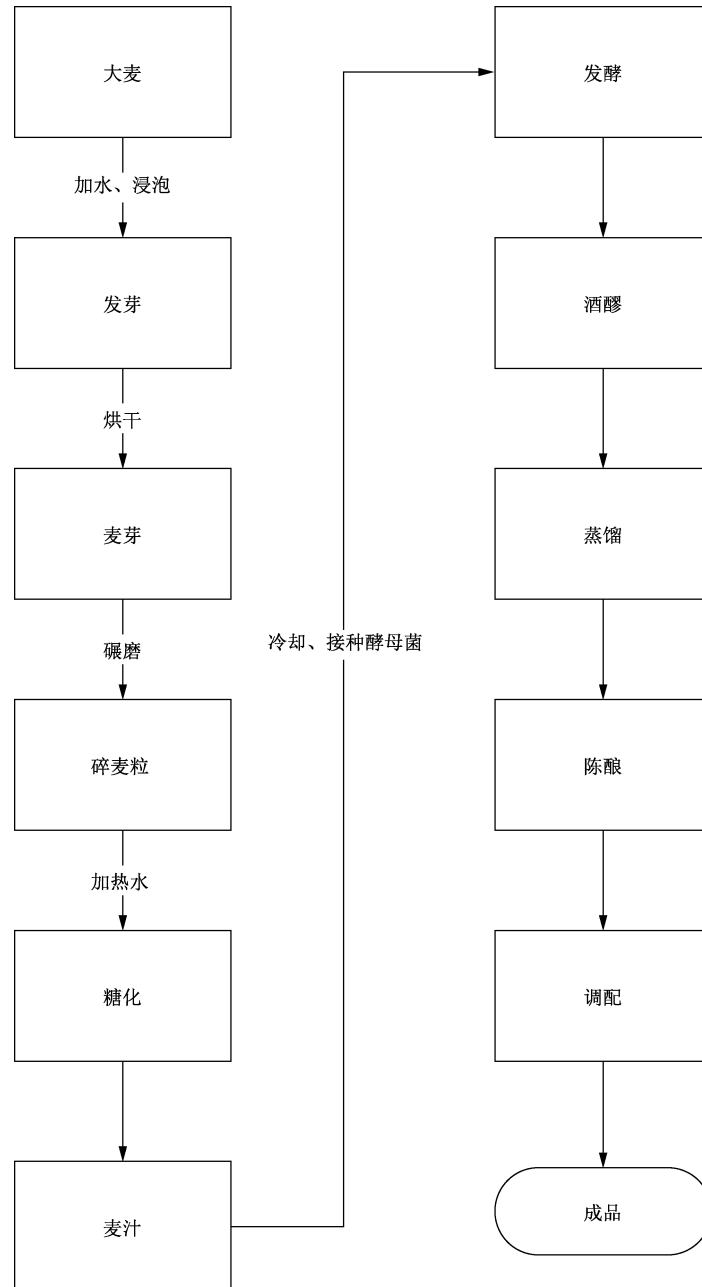 大麦
加水、浸泡
发芽
烘干
麦芽
碾磨
碎麦粒
加热水
糖化
麦汁
冷却、接种酵母菌
发酵
酒醪
蒸馏
陈酿
调配
成品